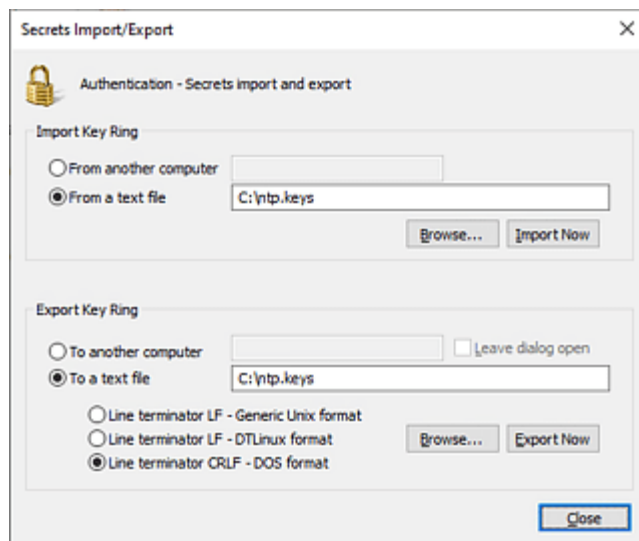 Secrets Import/Export
Authentication - Secrets import and export
Import Key Ring
From another computer
From a text file C:\ntp.keys
Browse... Import Now
Export Key Ring
To another computer Leave dialog open
To a text file C:\ntp.keys
Line terminator LF - Generic Unix format
Line terminator LF - DTLinux format Browse... Export Now
Line terminator CRLF - DOS format
Close